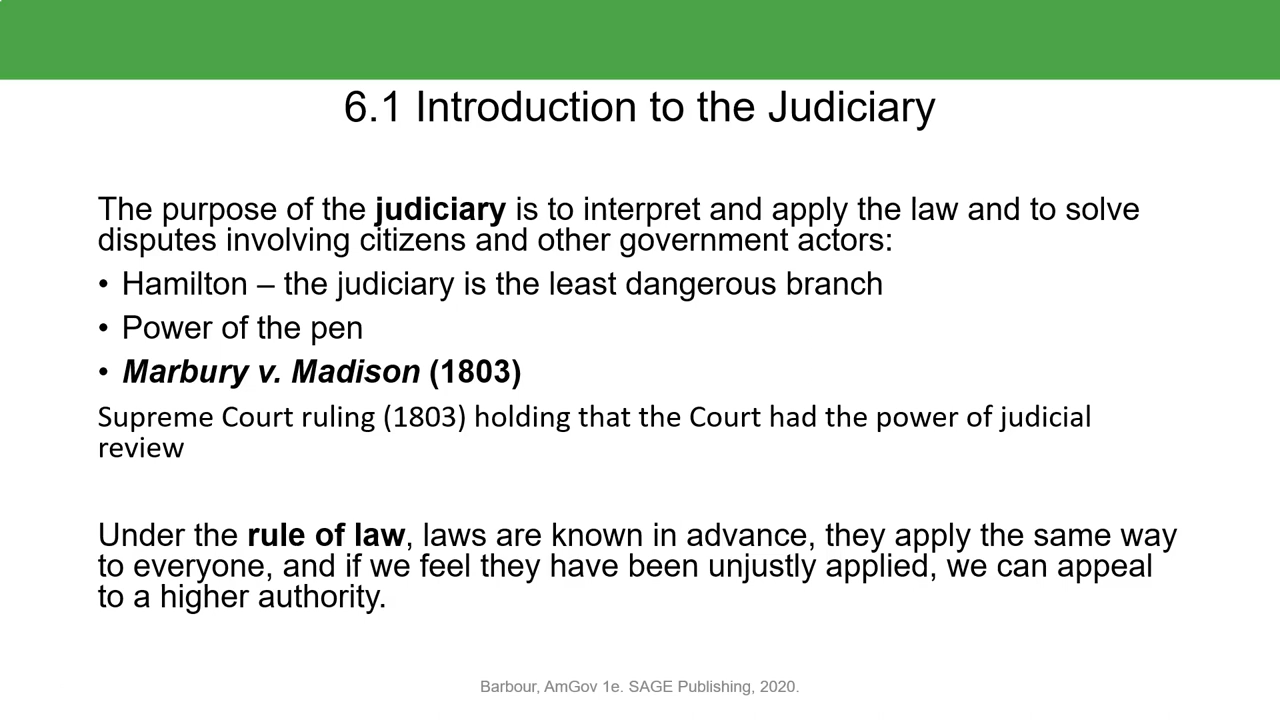 6.1 Introduction to the Judiciary
The purpose of the judiciary is to interpret and apply the law and to solve
disputes involving citizens and other government actors:
• Hamilton – the judiciary is the least dangerous branch
• Power of the pen
• Marbury v. Madison (1803)
Supreme Court ruling (1803) holding that the Court had the power of judicial
review
Under the rule of law, laws are known in advance, they apply the same way
to everyone, and if we feel they have been unjustly applied, we can appeal
to a higher authority.
Barbour, AmGov 1e. SAGE Publishing, 2020.